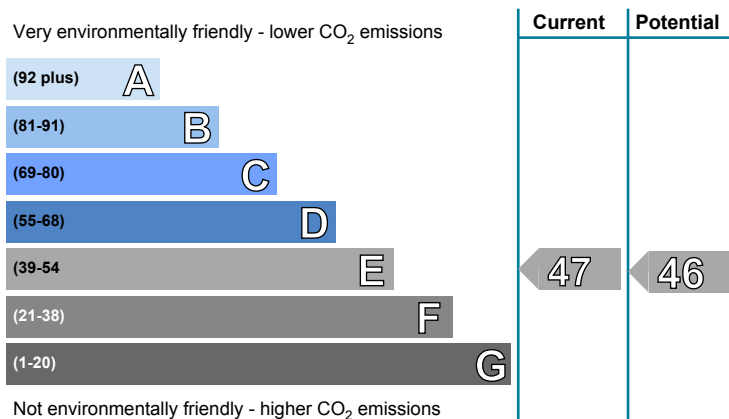 Current Potential
Very environmentally friendly - lower CO2 emissions
(92 plus) A
(81-91) B
(69-80) C
(55-68) D
(39-54 E 47 46
(21-38) F
(1-20) G
Not environmentally friendly - higher CO2 emissions